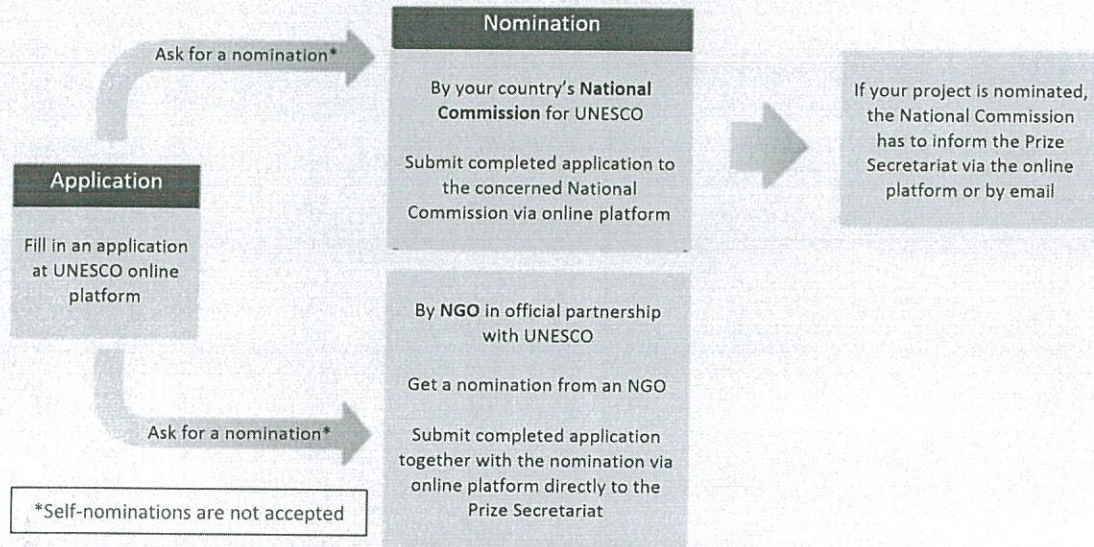 Application
Fill in an application
at UNESCO online
platform
Ask for a nomination*
Nomination
By your country's National
Commission for UNESCO
Submit completed application to
the concerned National
Commission via online platform
If your project is nominated,
the National Commission
has to inform the Prize
Secretariat via the online
platform or by email
Ask for a nomination*
By NGO in official partnership
with UNESCO
Get a nomination from an NGO
Submit completed application
together with the nomination via
online platform directly to the
Prize Secretariat
*Self-nominations are not accepted